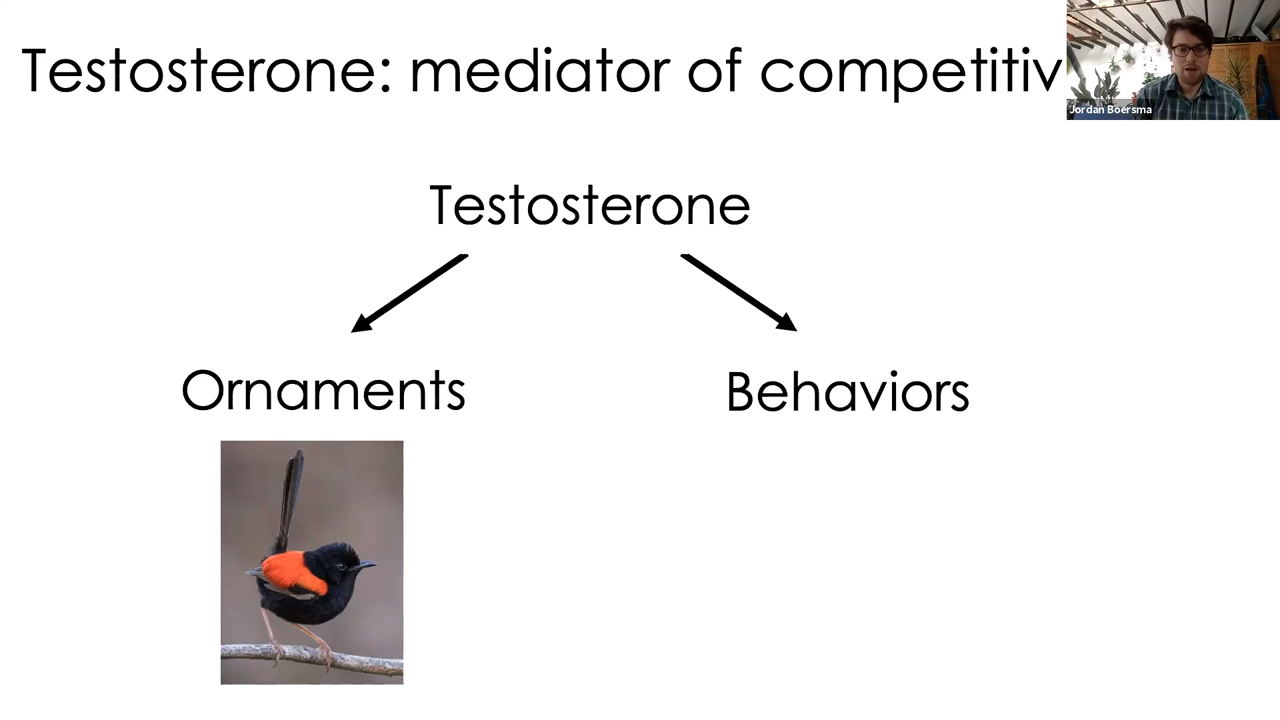 Testosterone: mediator of competitiv
Jordan Boersma
Testosterone
Ornaments
Behaviors